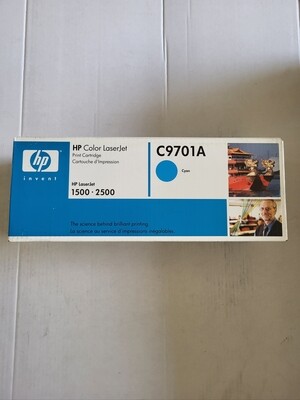 hp
invent
HP Color LaserJet
Print Cartridge
Cartouche d'impression
HP LaserJet
1500 · 2500
C9701A
Cyan
The science behind brilliant printing.
La science au service d'impressions inégalables.